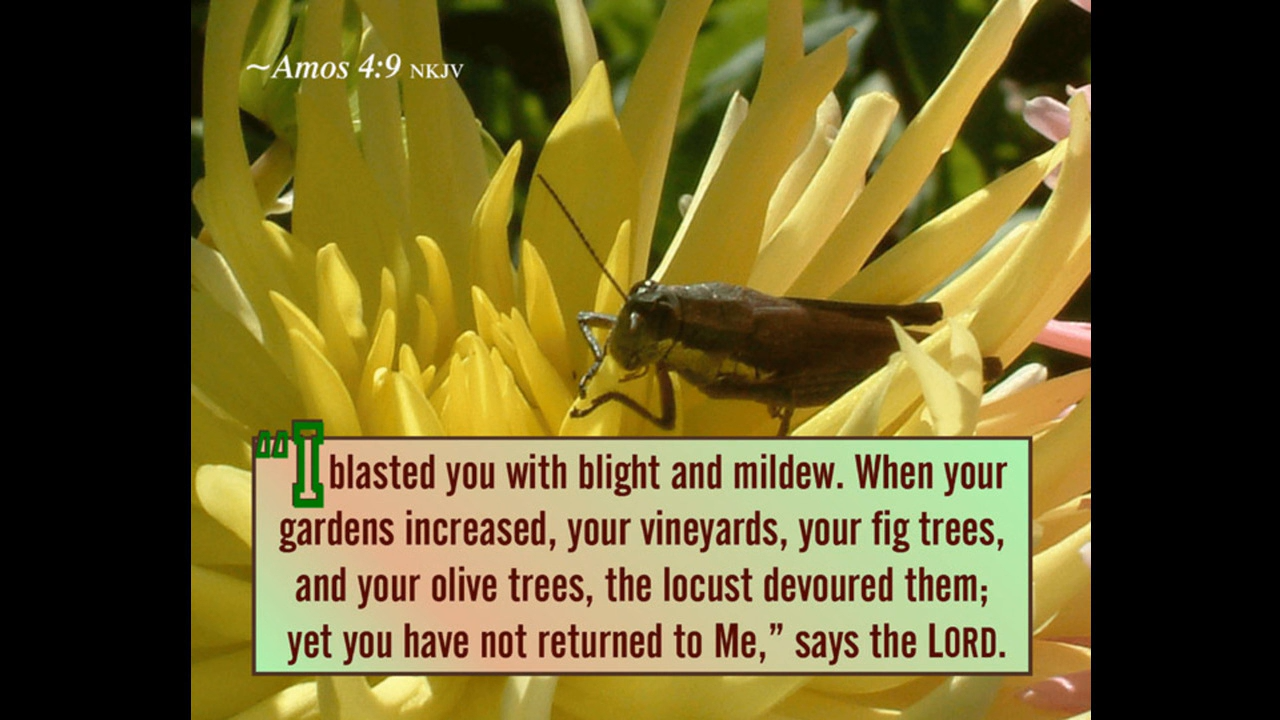 ~Amos 4:9 NKJV
“I blasted you with blight and mildew. When your
gardens increased, your vineyards, your fig trees,
and your olive trees, the locust devoured them;
yet you have not returned to Me,” says the LORD.